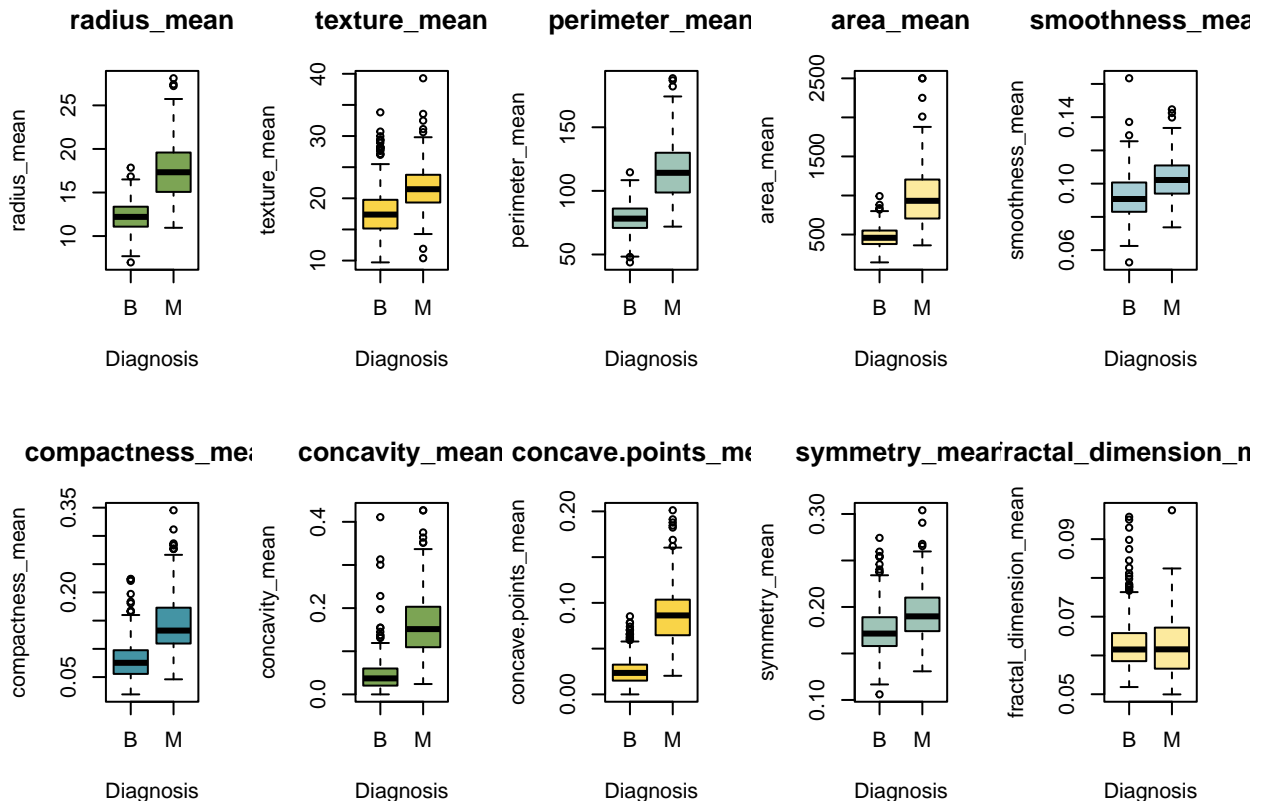 radius_mean
radius_mean
25
20
15
10
B M
Diagnosis
texture_mean
texture_mean
40
30
20
10
B M
Diagnosis
perimeter_mean
perimeter_mean
150
100
50
B M
Diagnosis
area_mean
area_mean
2500
1500
500
B M
Diagnosis
smoothness_mea
smoothness_mean
0.14
0.10
0.06
B M
Diagnosis
compactness_mea
compactness_mean
0.35
0.20
0.05
B M
Diagnosis
concavity_mean
concavity_mean
0.4
0.2
0.0
B M
Diagnosis
concave.points_me
concave.points_mean
0.20
0.10
0.00
B M
Diagnosis
symmetry_mean
symmetry_mean
0.30
0.20
0.10
B M
Diagnosis
fractal_dimension_m
fractal_dimension_mean
0.09
0.07
0.05
B M
Diagnosis